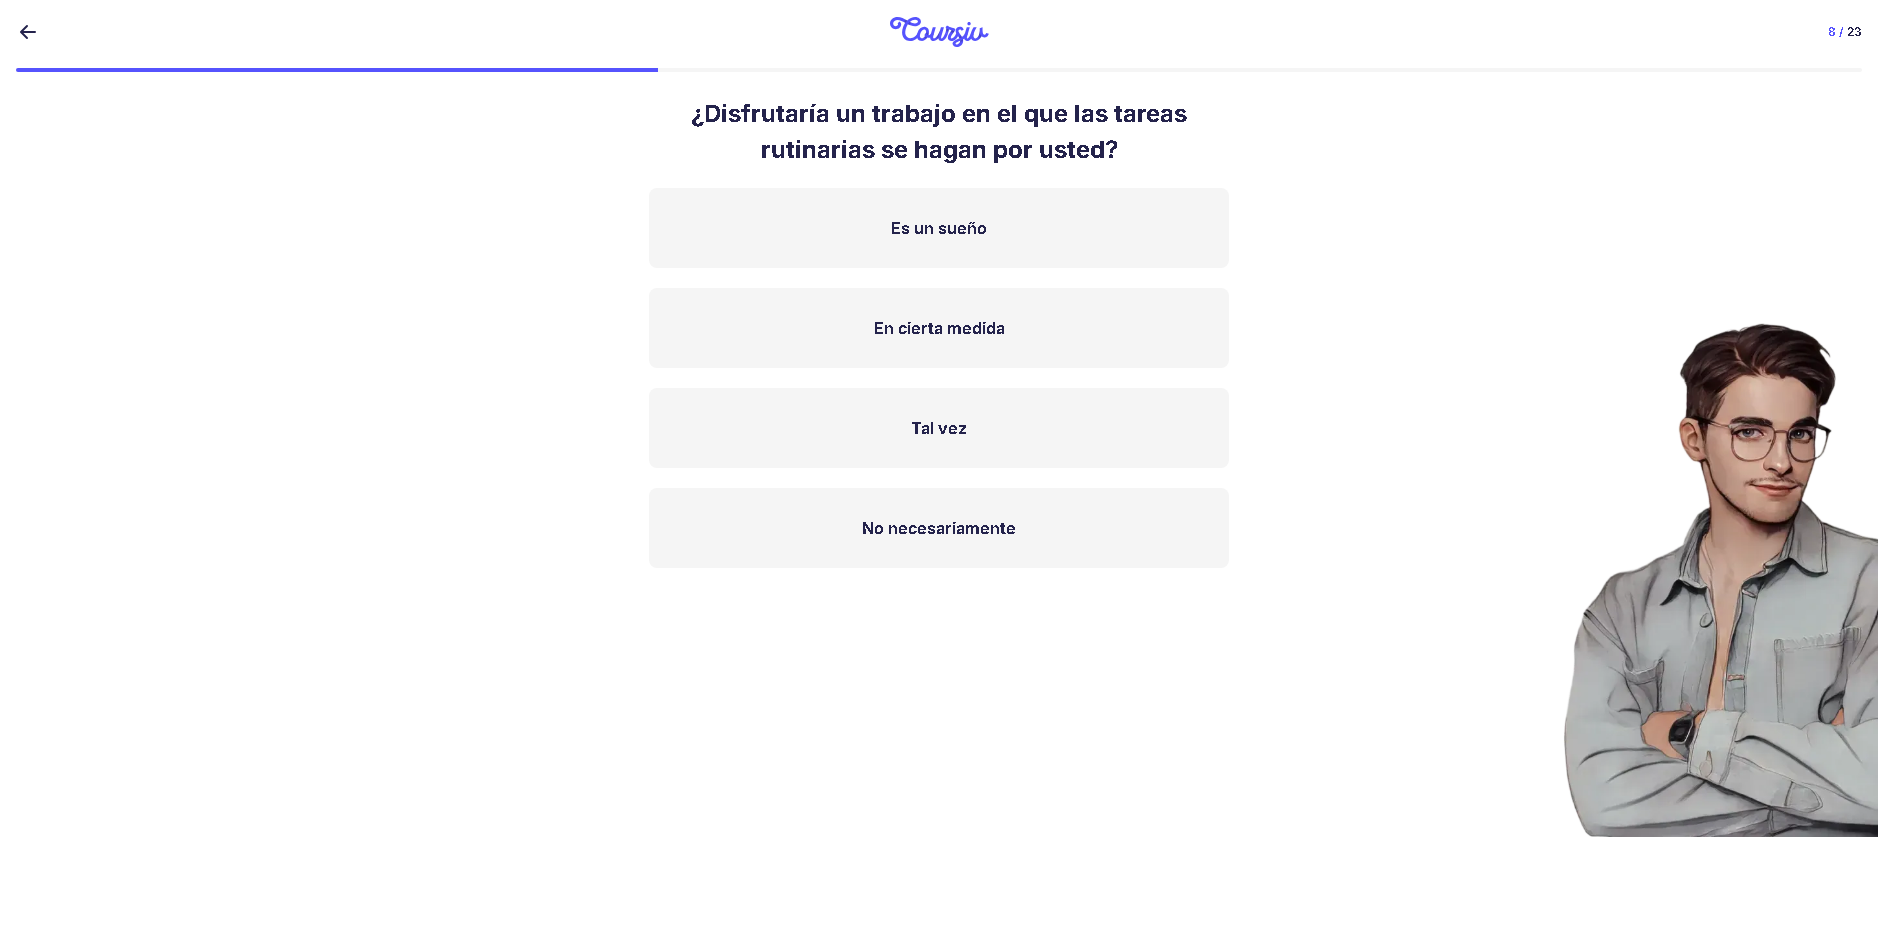 Coursiv
8 / 23
¿Disfrutaría un trabajo en el que las tareas
rutinarias se hagan por usted?
Es un sueño
En cierta medida
Tal vez
No necesariamente